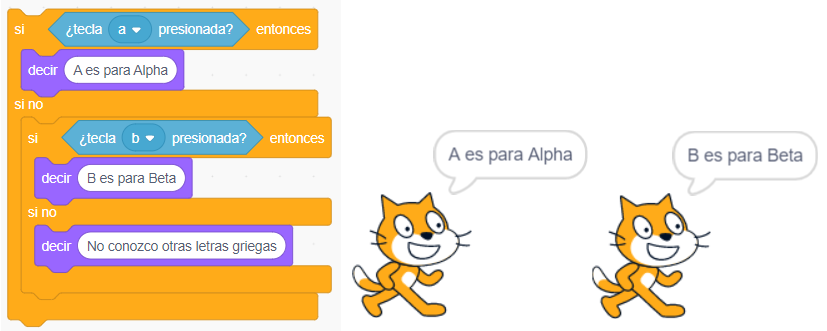 si ¿tecla a presionada? entonces
decir A es para Alpha
si no
si ¿tecla b presionada? entonces
decir B es para Beta
si no
decir No conozco otras letras griegas
A es para Alpha
B es para Beta